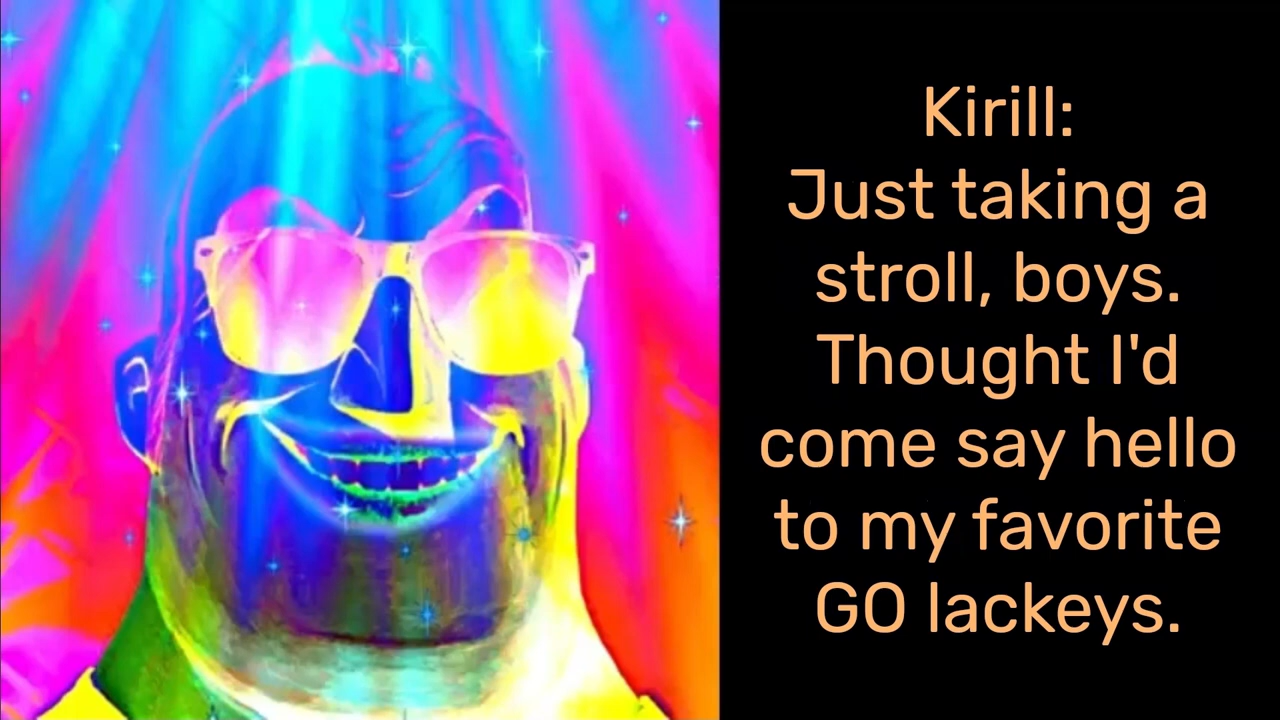 Kirill:
Just taking a
stroll, boys.
Thought I'd
come say hello
to my favorite
GO lackeys.